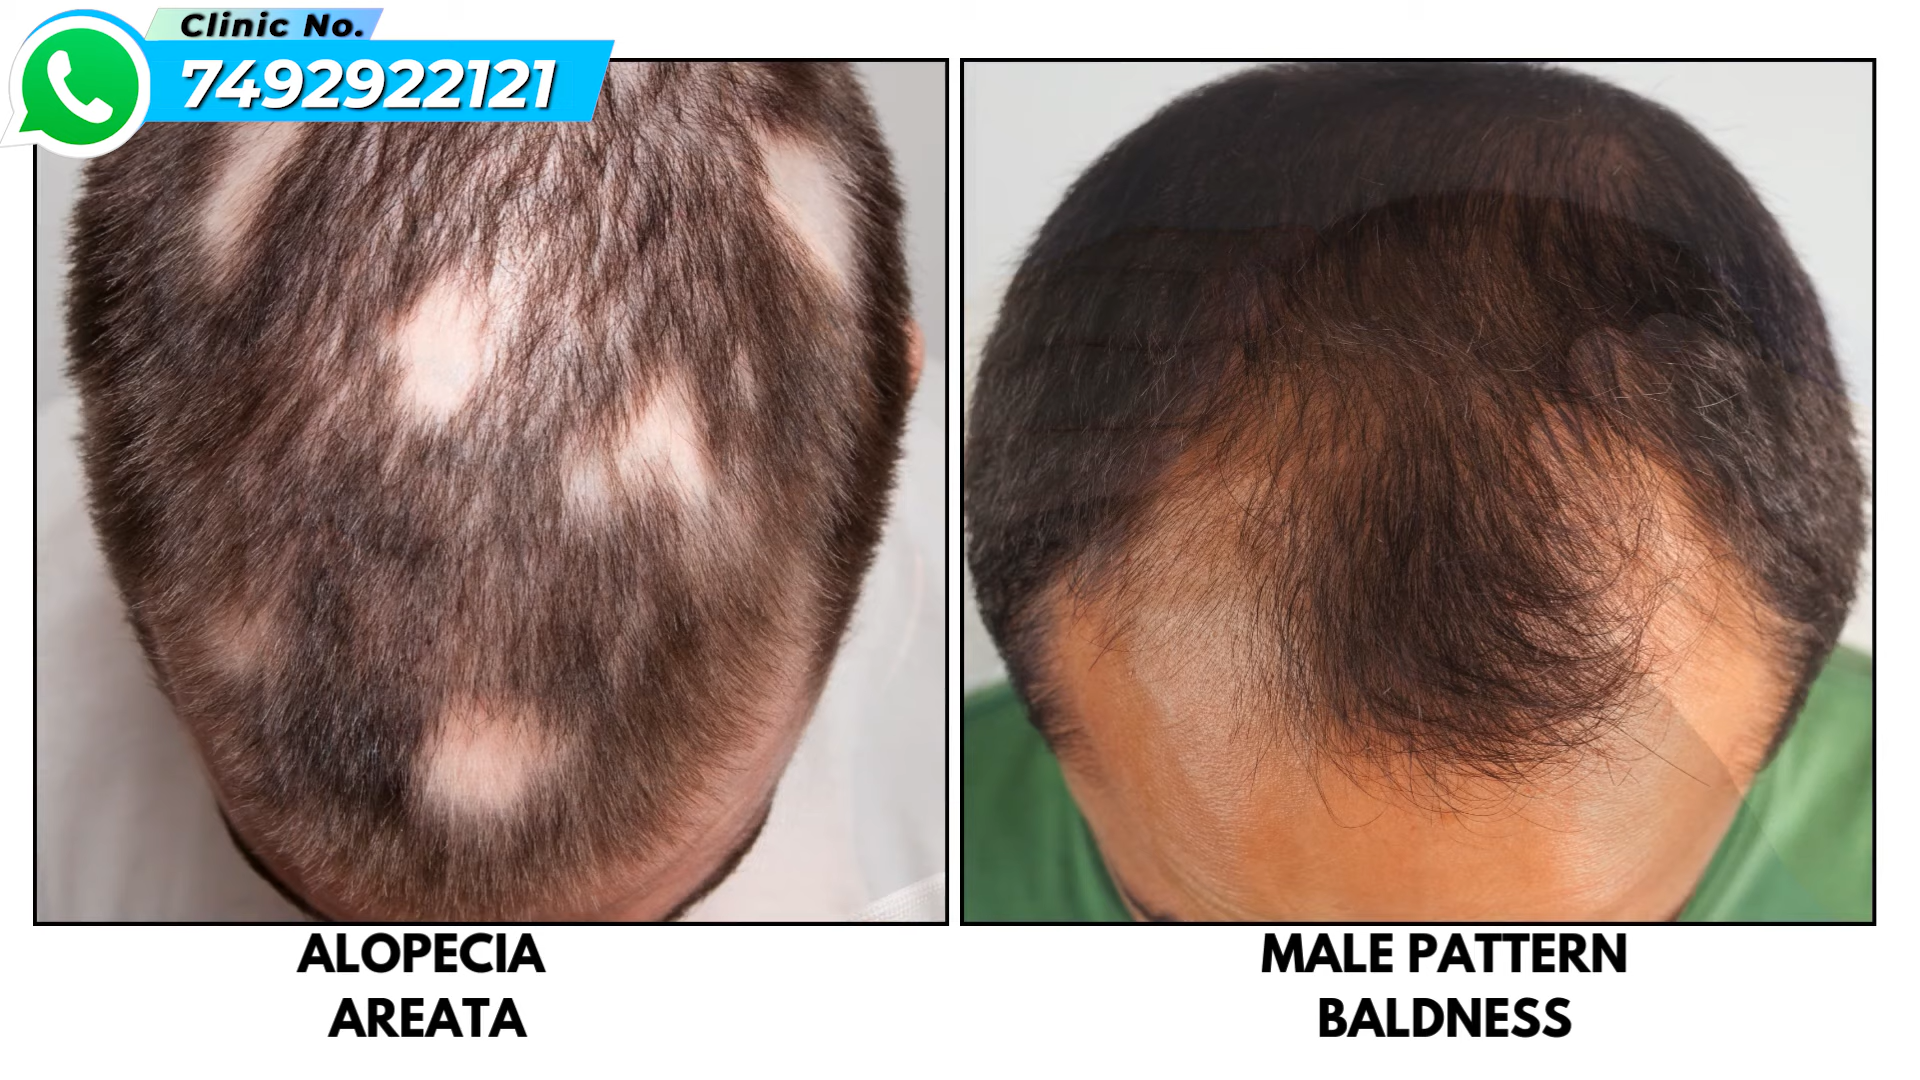 Clinic No.
7492922121
ALOPECIA
AREATA
MALE PATTERN
BALDNESS